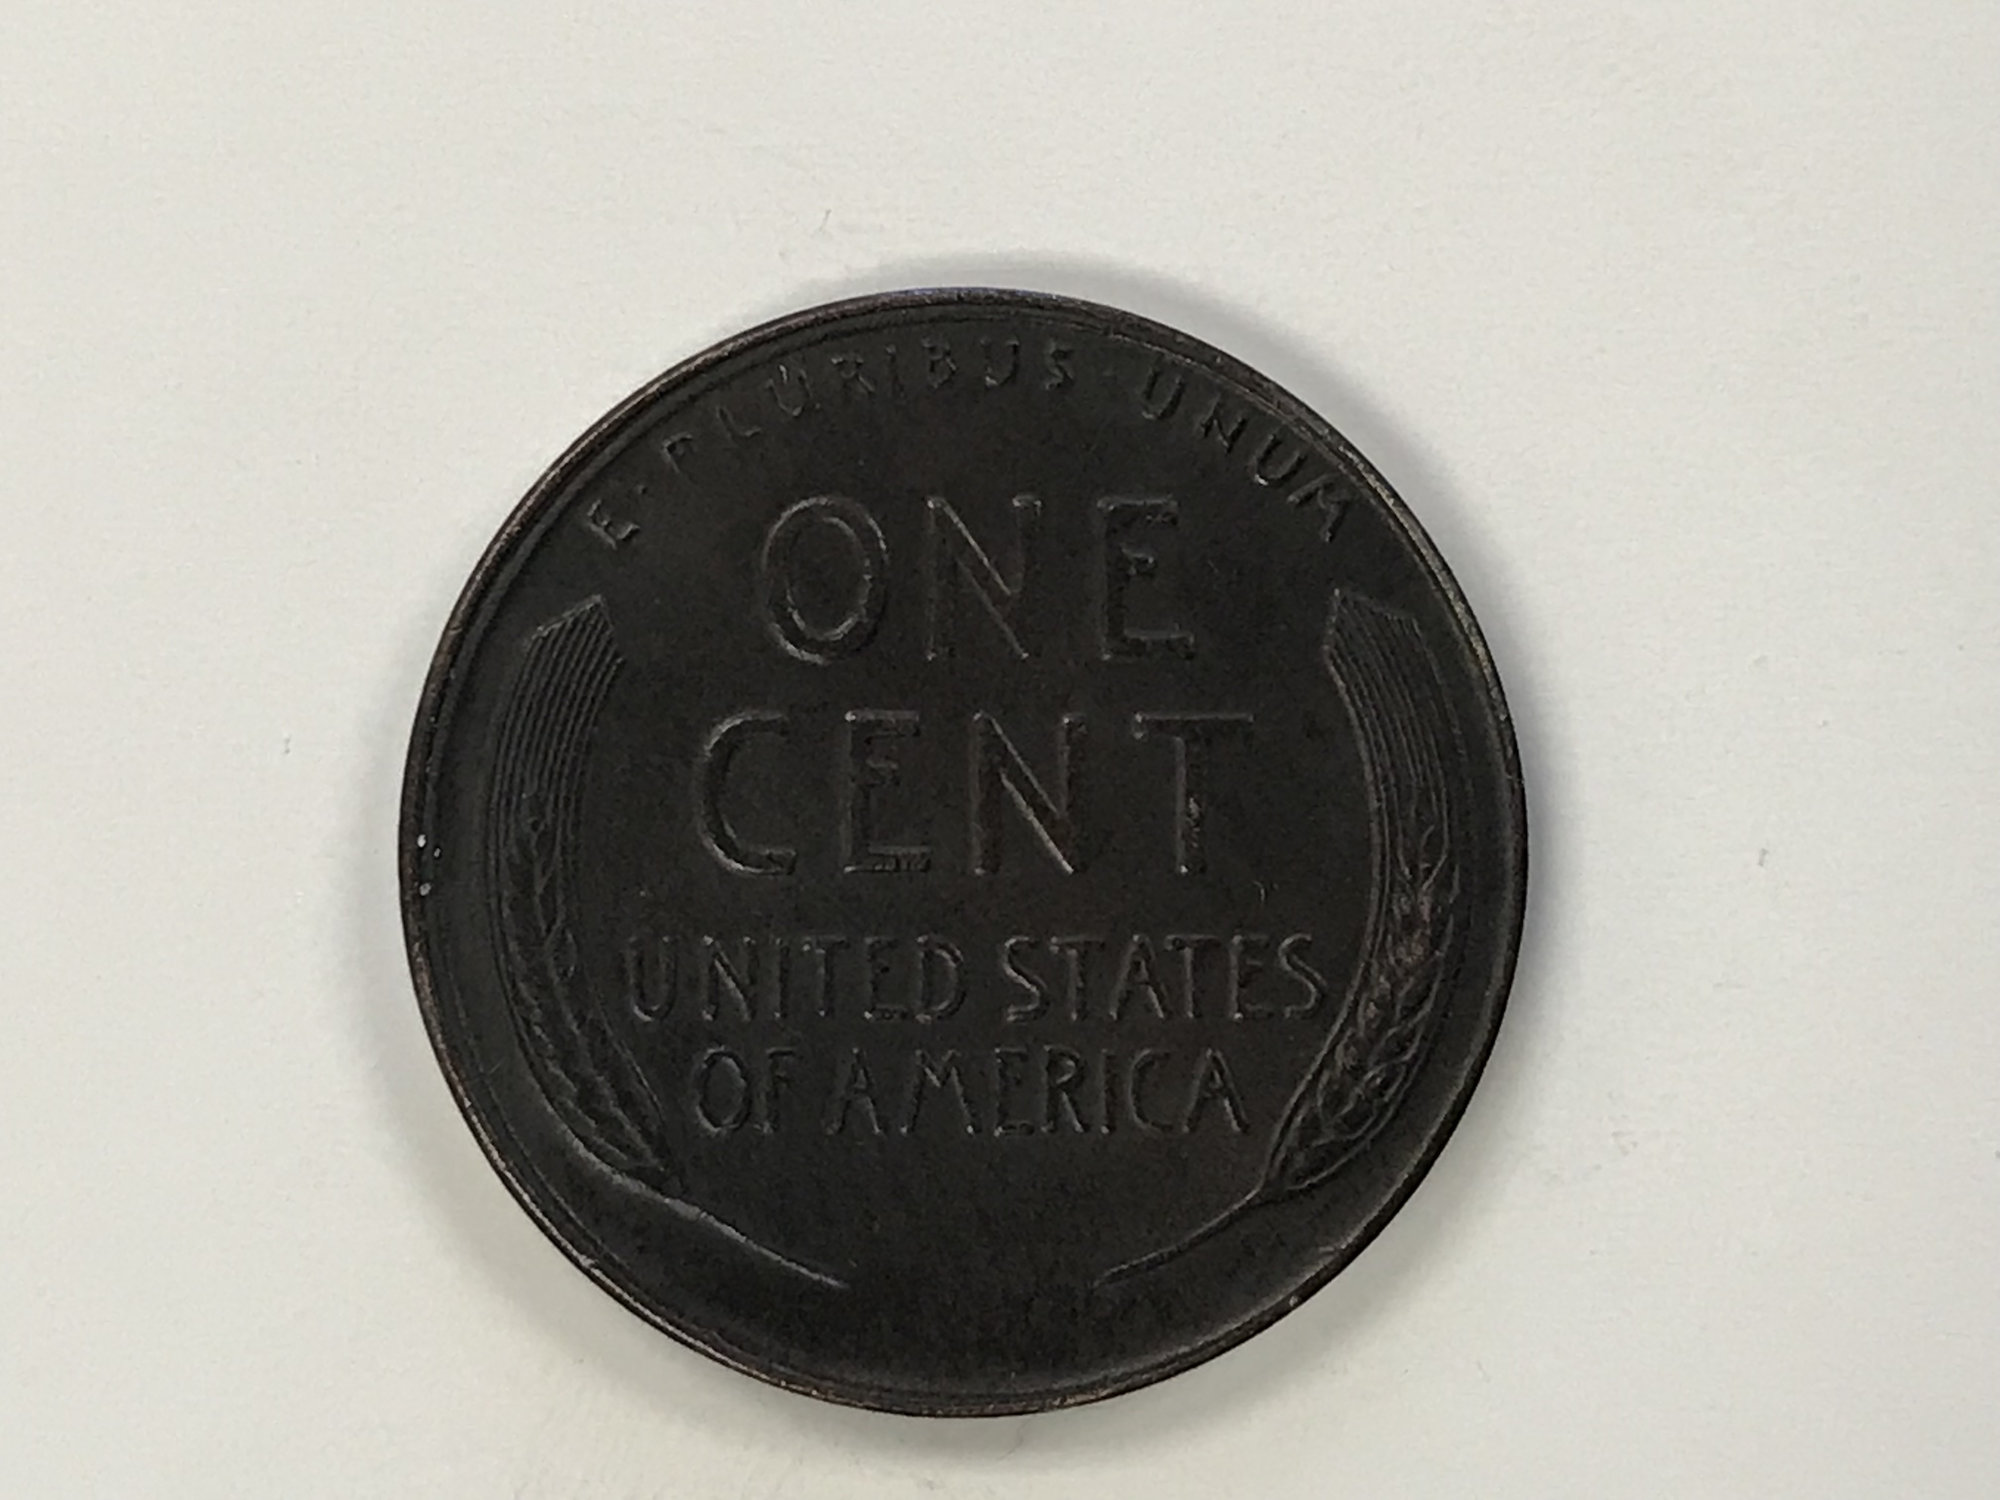 E·PLURIBUS·UNUM
ONE
CENT
UNITED STATES
OF AMERICA